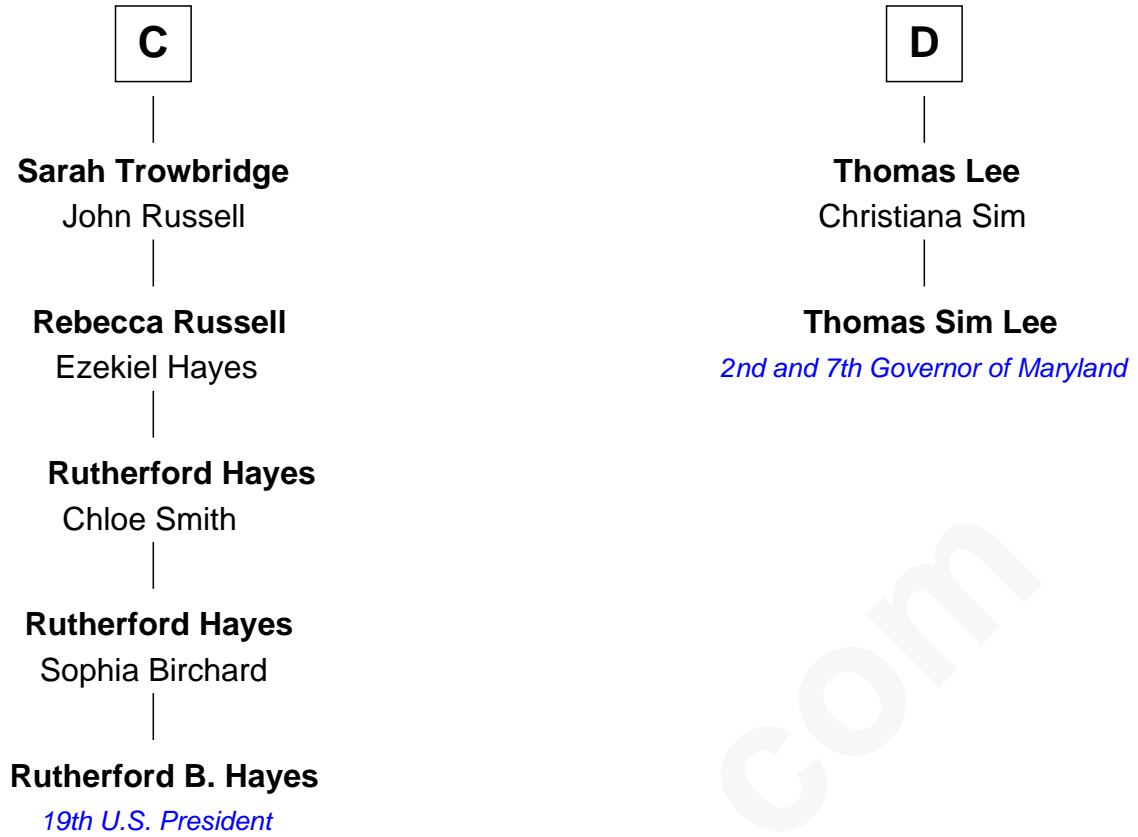 C
Sarah Trowbridge
John Russell
Rebecca Russell
Ezekiel Hayes
Rutherford Hayes
Chloe Smith
Rutherford Hayes
Sophia Birchard
Rutherford B. Hayes
19th U.S. President
D
Thomas Lee
Christiana Sim
Thomas Sim Lee
2nd and 7th Governor of Maryland
com